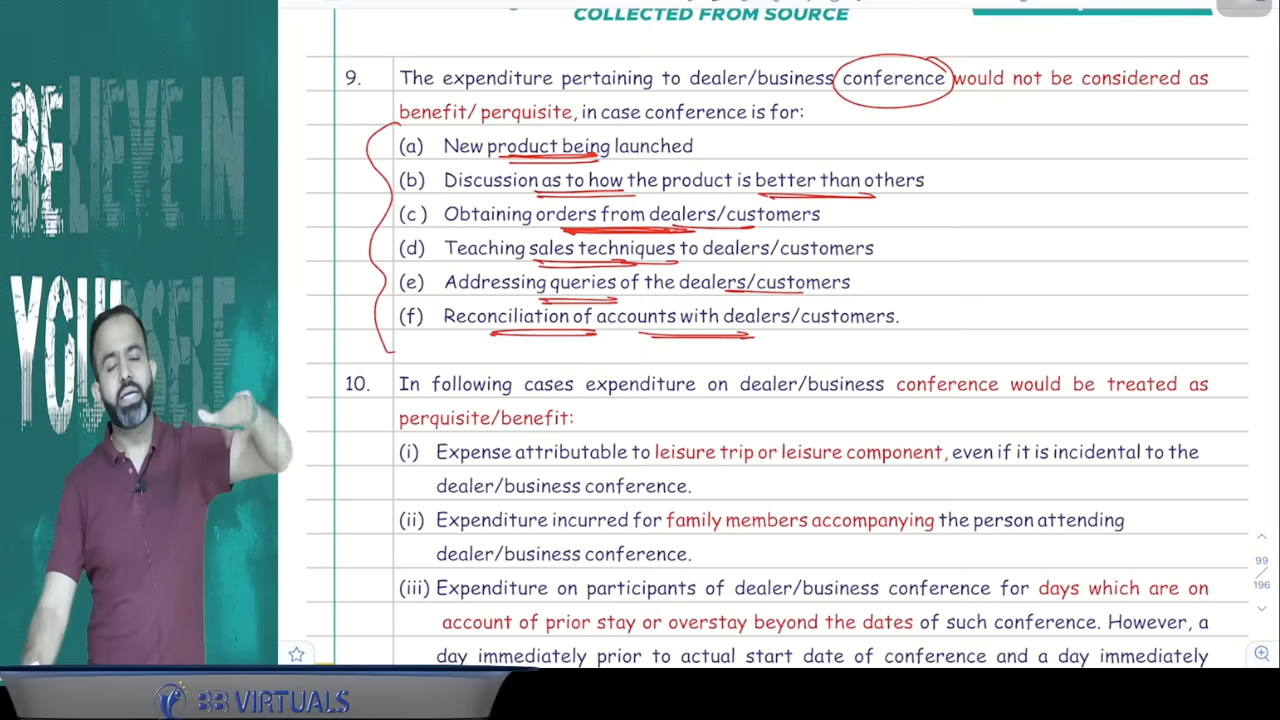 COLLECTED FROM SOURCE
BELIEVE IN
YOURSELF
9. The expenditure pertaining to dealer/business conference would not be considered as
benefit/ perquisite, in case conference is for:
(a) New product being launched
(b) Discussion as to how the product is better than others
(c) Obtaining orders from dealers/customers
(d) Teaching sales techniques to dealers/customers
(e) Addressing queries of the dealers/customers
(f) Reconciliation of accounts with dealers/customers.
10. In following cases expenditure on dealer/business conference would be treated as
perquisite/benefit:
(i) Expense attributable to leisure trip or leisure component, even if it is incidental to the
dealer/business conference.
(ii) Expenditure incurred for family members accompanying the person attending
dealer/business conference.
(iii) Expenditure on participants of dealer/business conference for days which are on
account of prior stay or overstay beyond the dates of such conference. However, a
day immediately prior to actual start date of conference and a day immediately
99
196
BB VIRTUALS